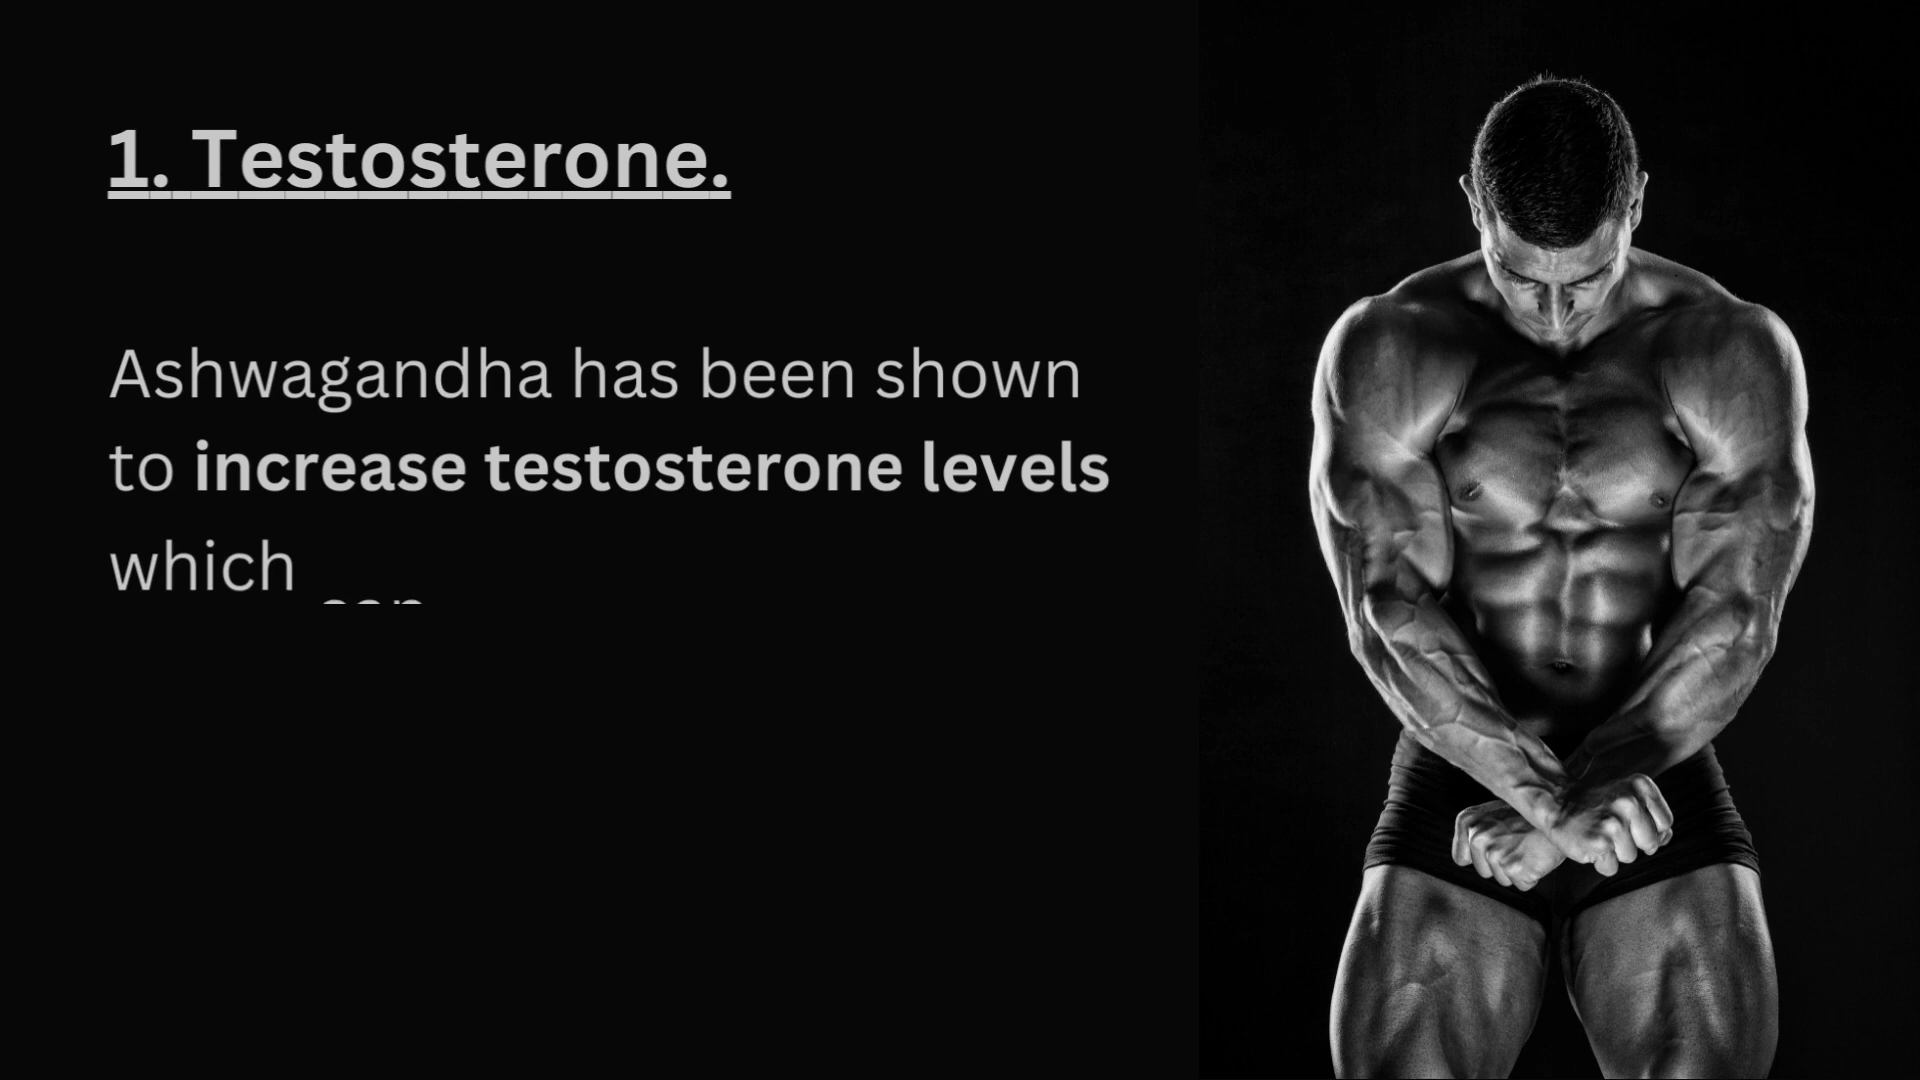 1. Testosterone.
Ashwagandha has been shown
to increase testosterone levels
which